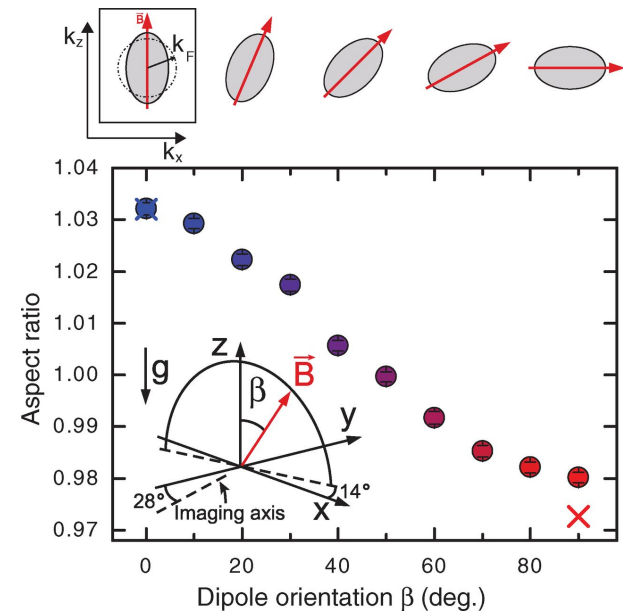 B
k_z
k_F
k_x
1.04
1.03
1.02
1.01
1.00
0.99
0.98
0.97
Aspect ratio
g
z
β
B
y
28°
Imaging axis
x
14°
0
20
40
60
80
Dipole orientation β (deg.)